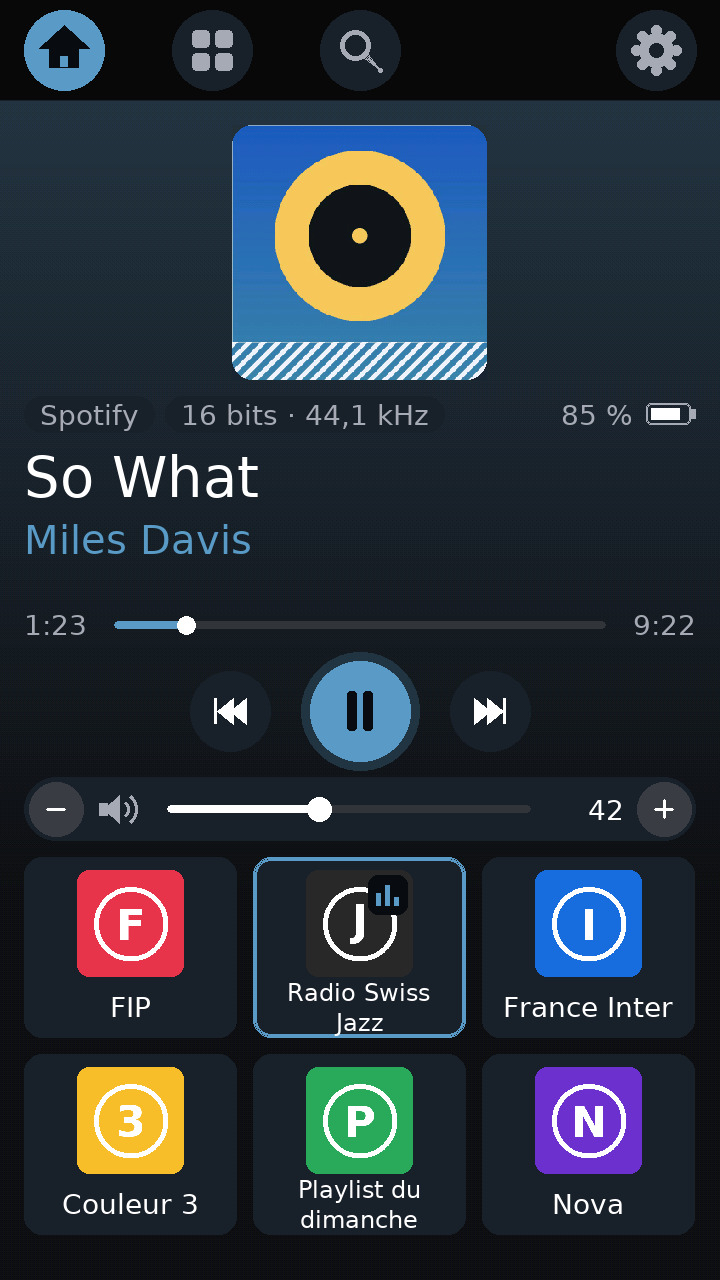 Spotify
16 bits · 44,1 kHz
85 %
So What
Miles Davis
1:23
9:22
42
F
J
I
FIP
Radio Swiss
Jazz
France Inter
3
P
N
Couleur 3
Playlist du
dimanche
Nova